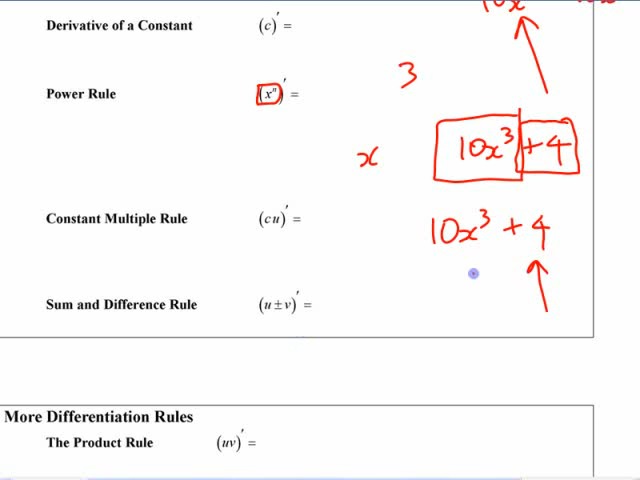 10x
Derivative of a Constant (c)′ =
3
Power Rule (xⁿ)′ =
x 10x³ + 4
Constant Multiple Rule (cu)′ = 10x³ + 4
Sum and Difference Rule (u ± v)′ =
More Differentiation Rules
The Product Rule (uv)′ =